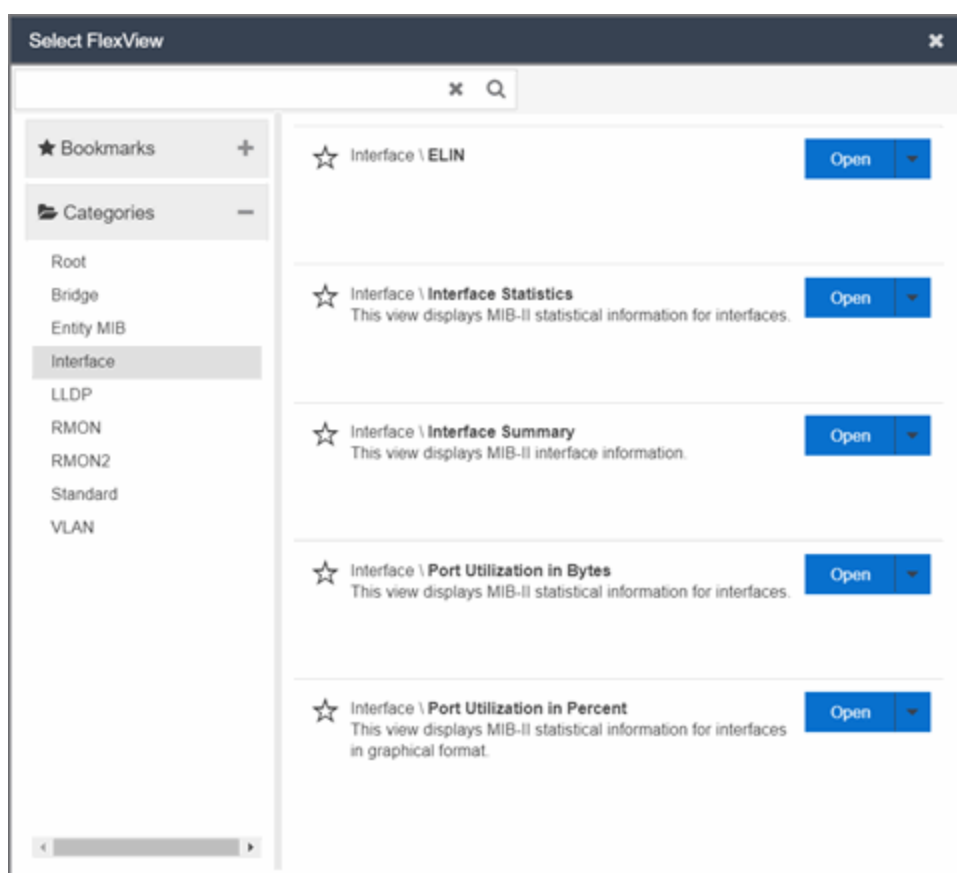 Select FlexView
Bookmarks
Categories
Root
Bridge
Entity MIB
Interface
LLDP
RMON
RMON2
Standard
VLAN
Interface \ ELIN
Open
Interface \ Interface Statistics
This view displays MIB-II statistical information for interfaces.
Open
Interface \ Interface Summary
This view displays MIB-II interface information.
Open
Interface \ Port Utilization in Bytes
This view displays MIB-II statistical information for interfaces.
Open
Interface \ Port Utilization in Percent
This view displays MIB-II statistical information for interfaces
in graphical format.
Open